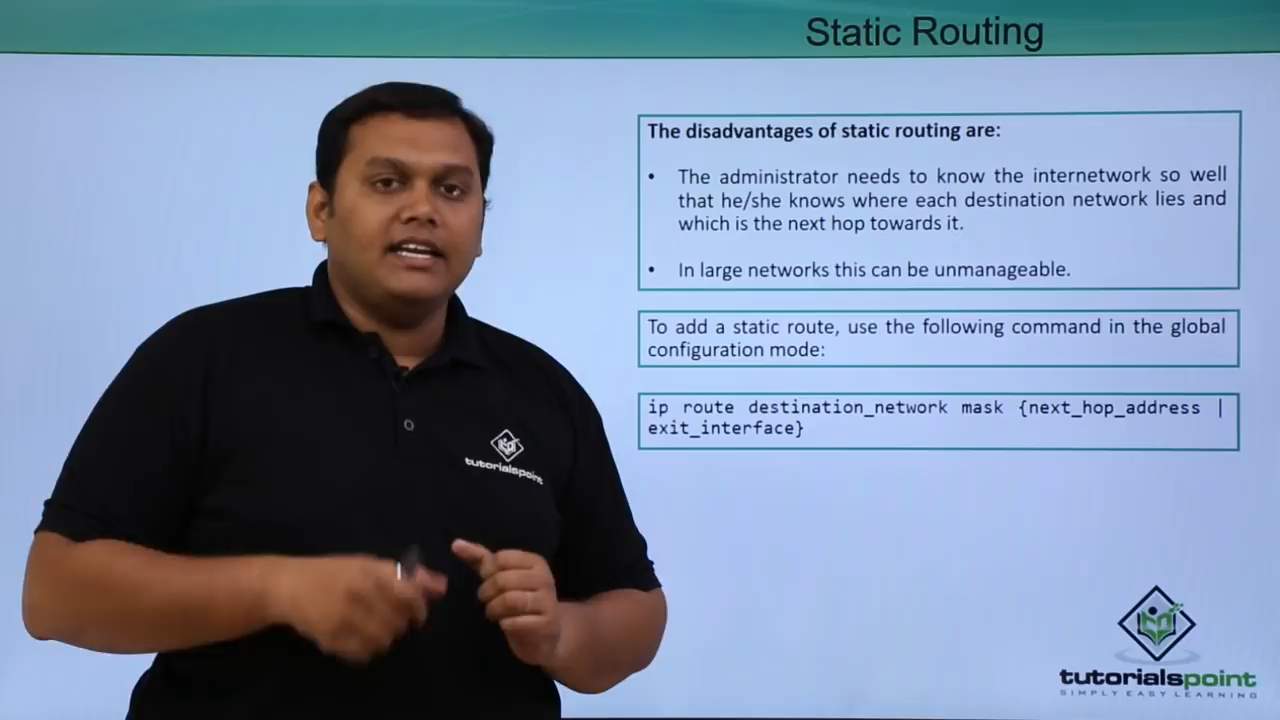 Static Routing
The disadvantages of static routing are:
• The administrator needs to know the internetwork so well
that he/she knows where each destination network lies and
which is the next hop towards it.
• In large networks this can be unmanageable.
To add a static route, use the following command in the global
configuration mode:
ip route destination_network mask {next_hop_address |
exit_interface}
tutorialspoint
tutorialspoint
SIMPLY EASY LEARNING